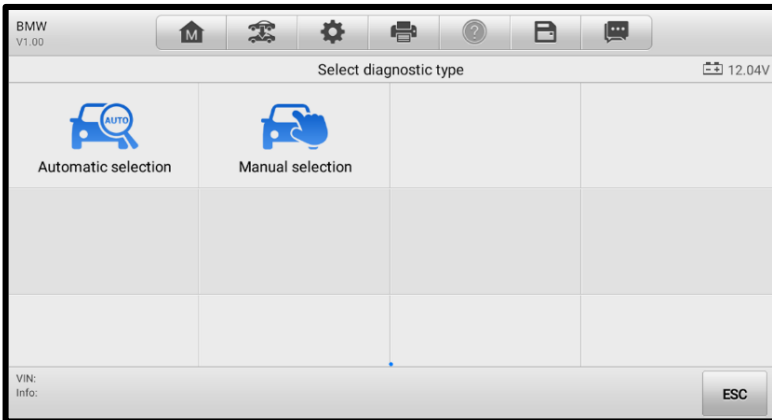 BMW
V1.00
M
?
Select diagnostic type
12.04V
AUTO
Automatic selection
Manual selection
VIN:
Info:
ESC